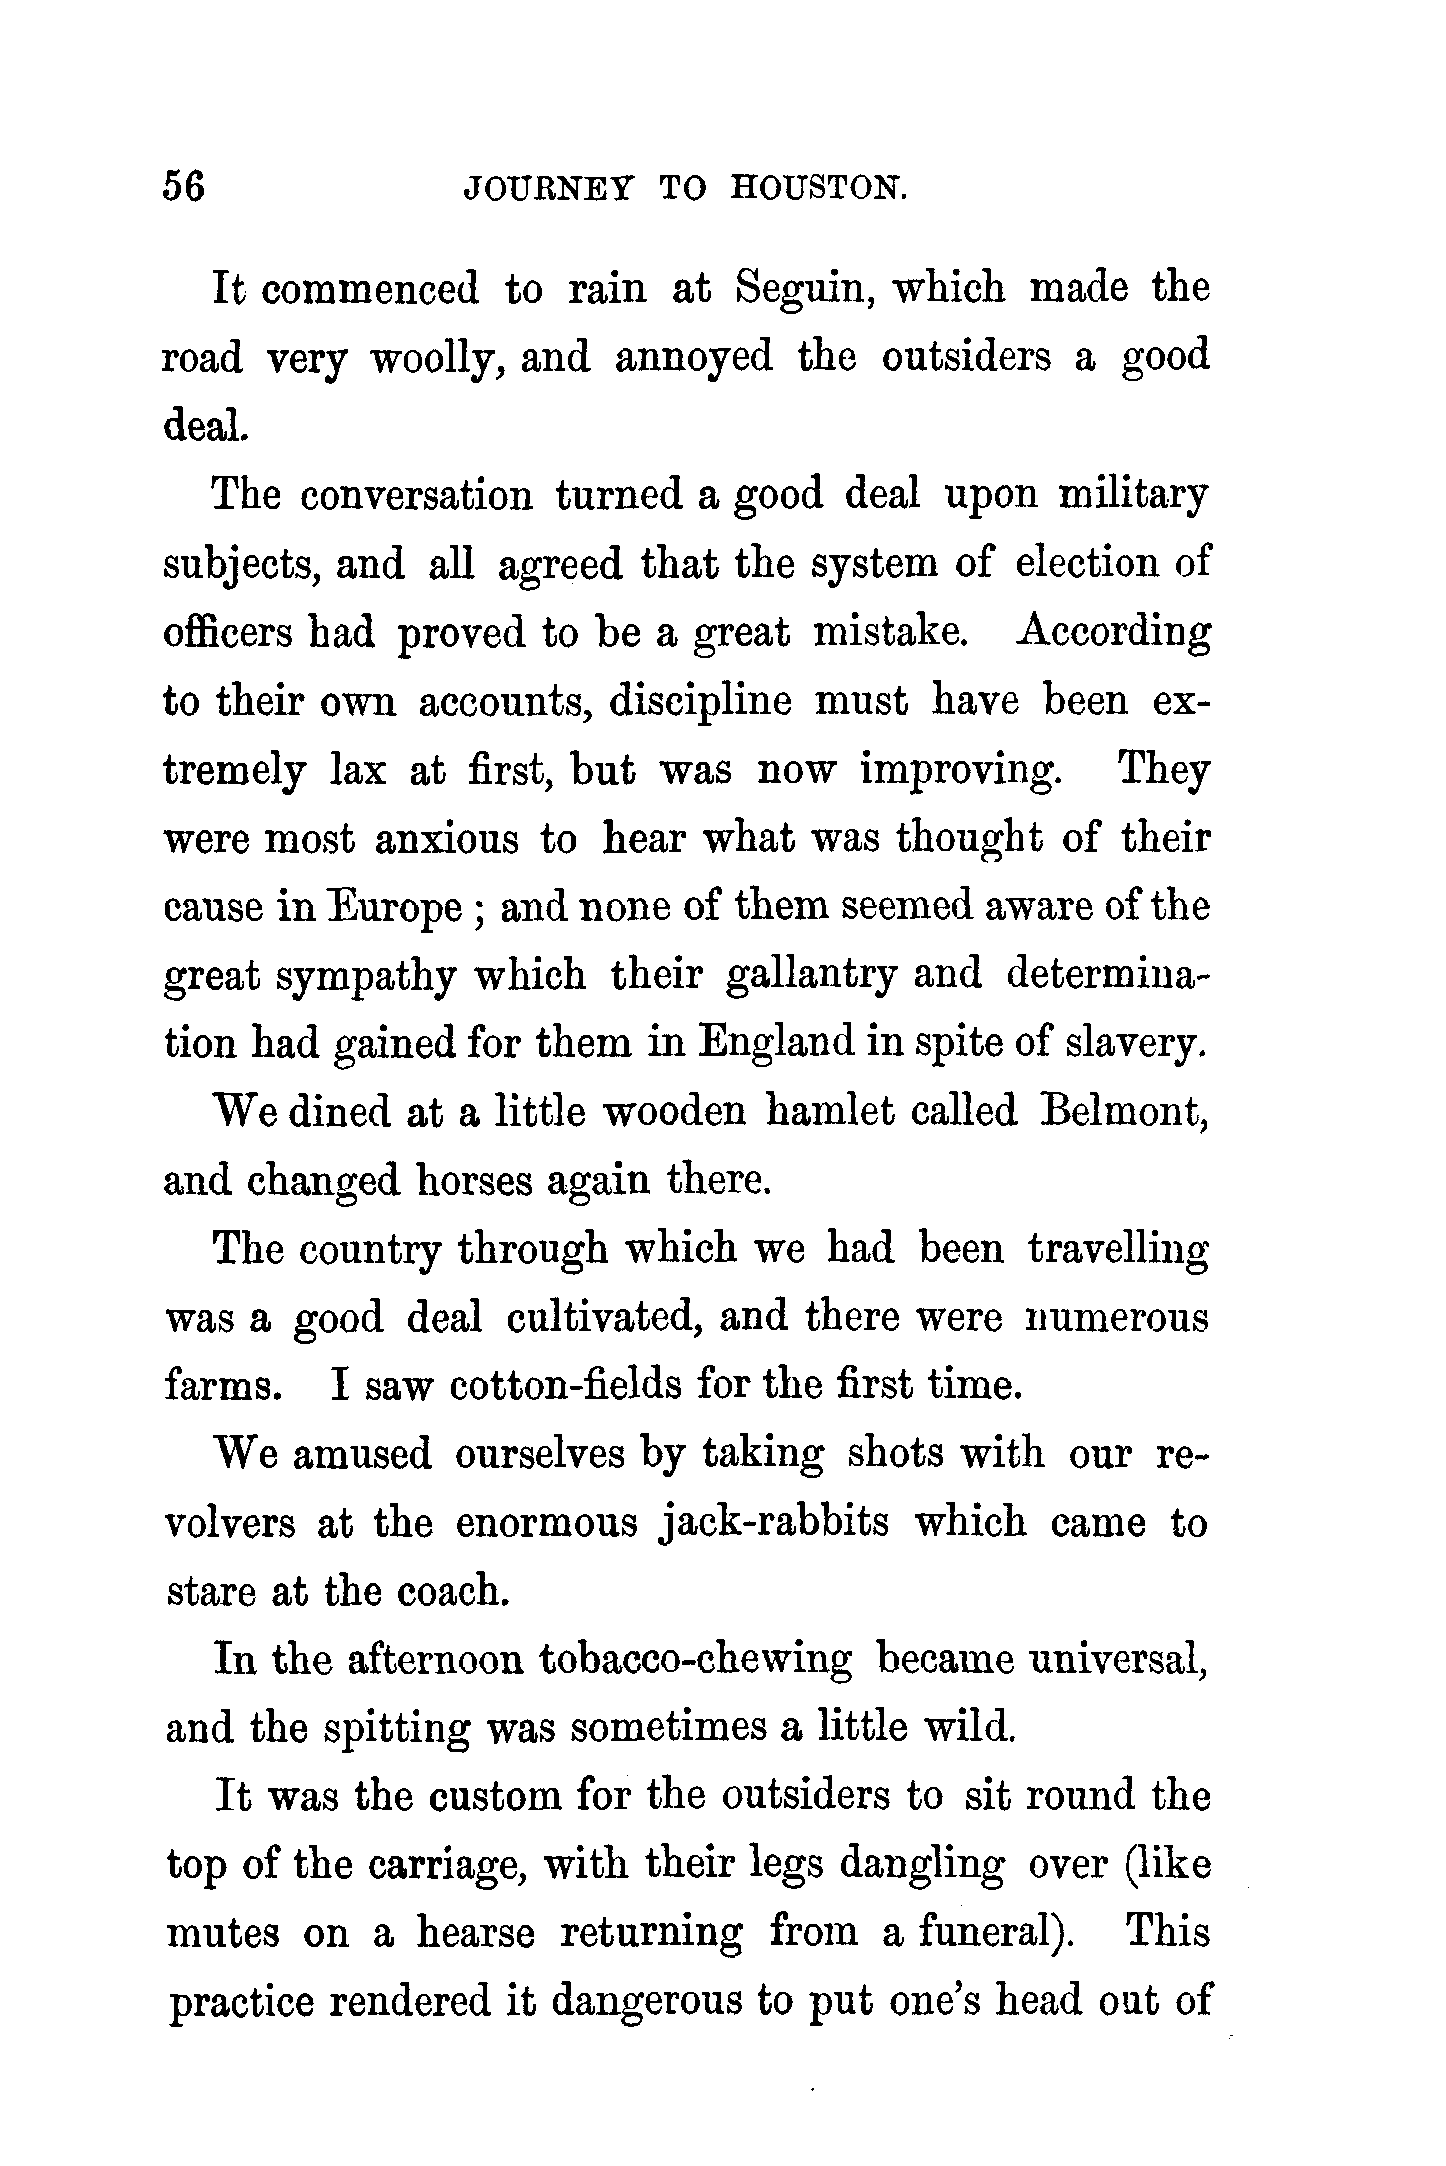 56 JOURNEY TO HOUSTON.
It commenced to rain at Seguin, which made the
road very woolly, and annoyed the outsiders a good
deal.
The conversation turned a good deal upon military
subjects, and all agreed that the system of election of
officers had proved to be a great mistake. According
to their own accounts, discipline must have been ex-
tremely lax at first, but was now improving. They
were most anxious to hear what was thought of their
cause in Europe ; and none of them seemed aware of the
great sympathy which their gallantry and determina-
tion had gained for them in England in spite of slavery.
We dined at a little wooden hamlet called Belmont,
and changed horses again there.
The country through which we had been travelling
was a good deal cultivated, and there were numerous
farms. I saw cotton-fields for the first time.
We amused ourselves by taking shots with our re-
volvers at the enormous jack-rabbits which came to
stare at the coach.
In the afternoon tobacco-chewing became universal,
and the spitting was sometimes a little wild.
It was the custom for the outsiders to sit round the
top of the carriage, with their legs dangling over (like
mutes on a hearse returning from a funeral). This
practice rendered it dangerous to put one's head out of